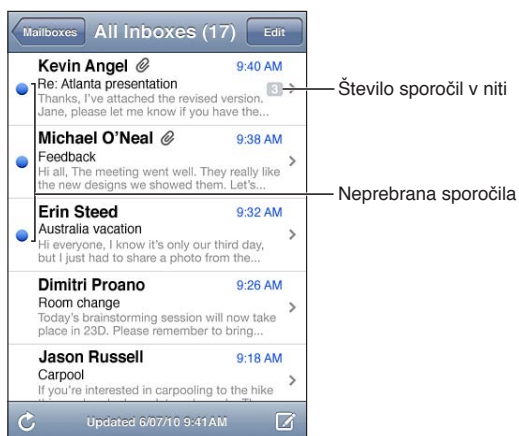 Mailboxes All Inboxes (17) Edit
Kevin Angel 9:40 AM
Re: Atlanta presentation 3
Thanks, I've attached the revised version.
Jane, please let me know if you have the...
Michael O'Neal 9:38 AM
Feedback
Hi all, The meeting went well. They really like
the new designs we showed them. Let's...
Erin Steed 9:32 AM
Australia vacation
Hi everyone, I know it's only our third day,
but I just had to share a photo from the...
Dimitri Proano 9:26 AM
Room change
Today's brainstorming session will now take
place in 23D. Please remember to bring...
Jason Russell 9:18 AM
Carpool
If you're interested in carpooling to the hike
Updated 6/07/10 9:41AM
Število sporočil v niti
Neprebrana sporočila